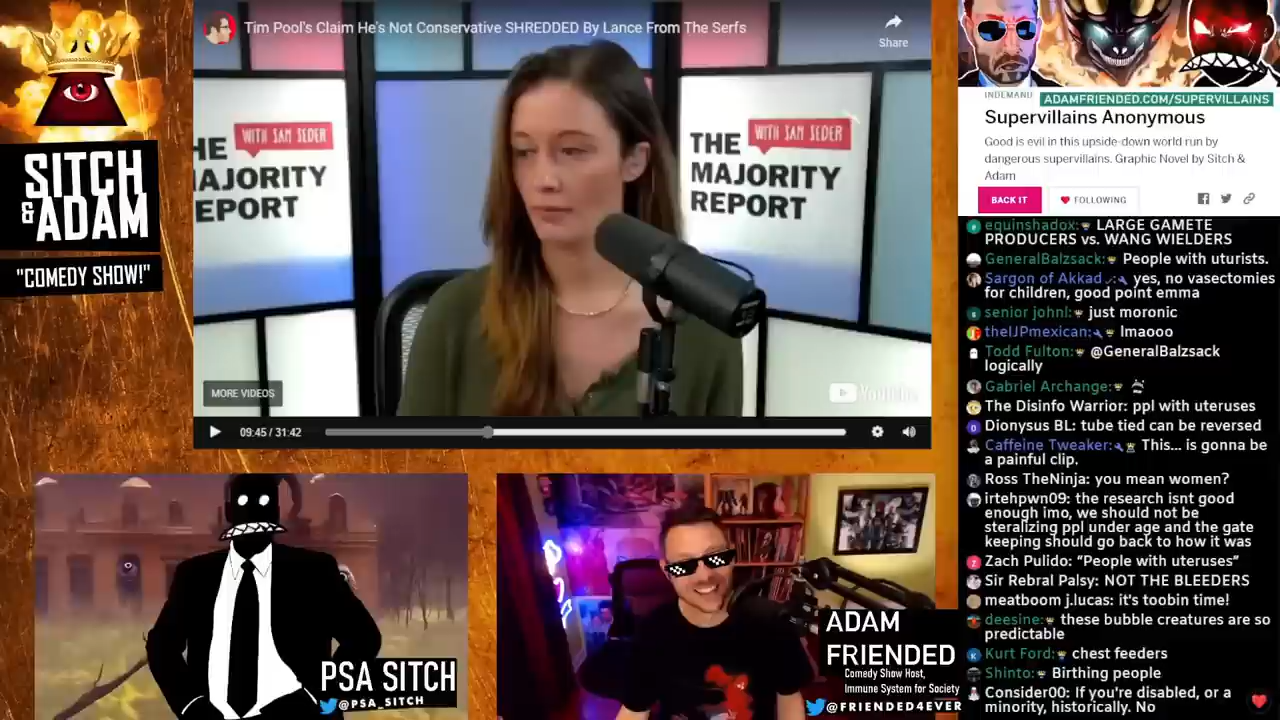 Tim Pool's Claim He's Not Conservative SHREDDED By Lance From The Serfs
Share
SITCH
& ADAM
"COMEDY SHOW!"
HE
WITH SAM SEDER
AJORITY
EPORT
THE
WITH SAM SEDER
MAJORITY
REPORT
MORE VIDEOS
YouTube
09:45 / 31:42
INDEMAND
ADAMFRIENDED.COM/SUPERVILLAINS
Supervillains Anonymous
Good is evil in this upside-down world run by
dangerous supervillains. Graphic Novel by Sitch &
Adam
BACK IT
FOLLOWING
equinshadox: LARGE GAMETE
PRODUCERS vs. WANG WIELDERS
GeneralBalzsack: People with uturists.
Sargon of Akkad .: yes, no vasectomies
for children, good point emma
senior johnl: just moronic
theIJPmexican: lmaooo
Todd Fulton: @GeneralBalzsack
logically
Gabriel Archange:
The Disinfo Warrior: ppl with uteruses
Dionysus BL: tube tied can be reversed
Caffeine Tweaker: This... is gonna be
a painful clip.
Ross TheNinja: you mean women?
irtehpwn09: the research isnt good
enough imo, we should not be
steralizing ppl under age and the gate
keeping should go back to how it was
Zach Pulido: “People with uteruses”
Sir Rebral Palsy: NOT THE BLEEDERS
meatboom j.lucas: it's toobin time!
deesine: these bubble creatures are so
predictable
Kurt Ford: chest feeders
Shinto: Birthing people
Consider00: If you're disabled, or a
minority, historically. No
PSA SITCH
@PSA_SITCH
ADAM
FRIENDED
Comedy Show Host,
Immune System for Society
@FRIENDED4EVER